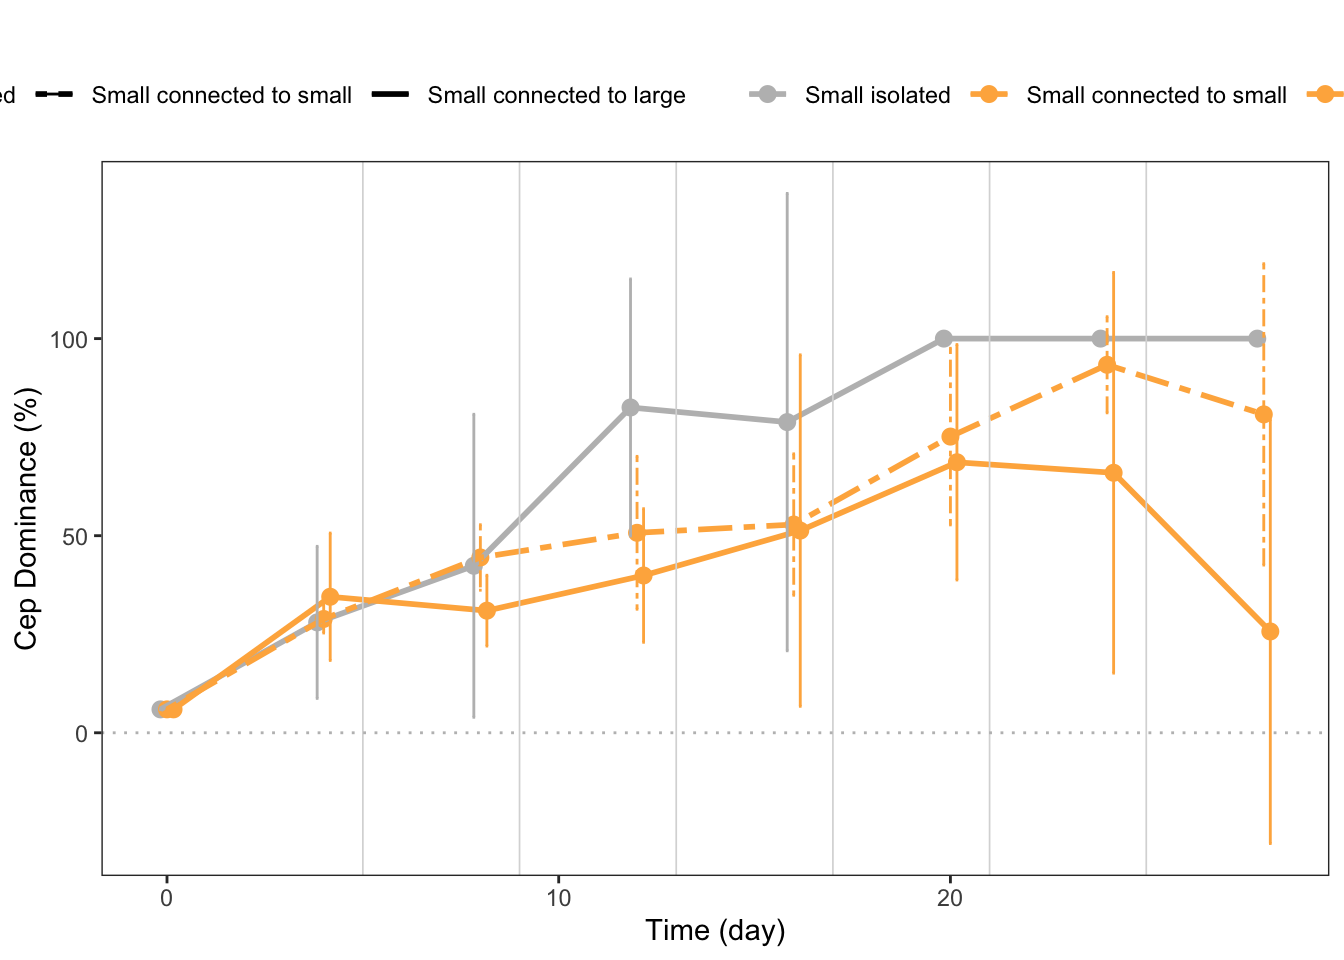 ed Small connected to small Small connected to large Small isolated Small connected to small
100
50
0
Cep Dominance (%)
0 10 20
Time (day)